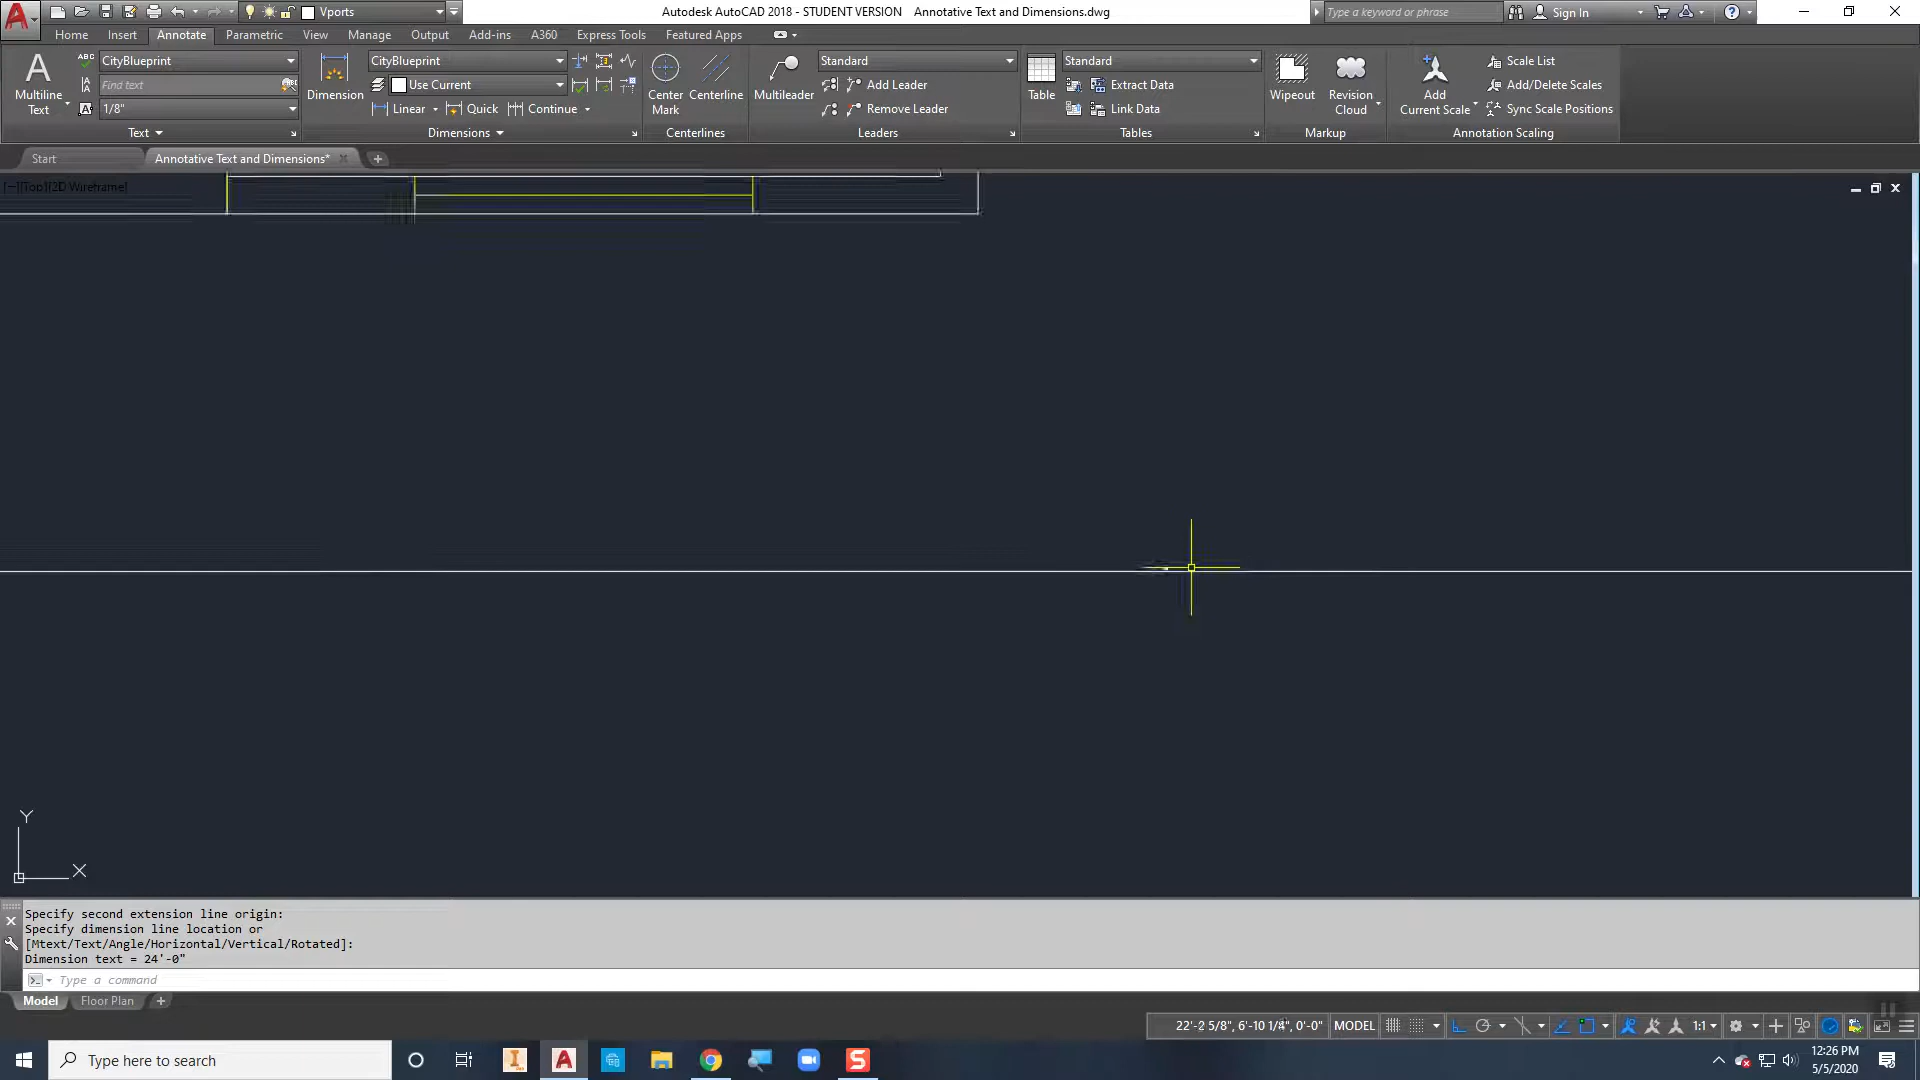 Vports
Autodesk AutoCAD 2018 - STUDENT VERSION Annotative Text and Dimensions.dwg
Type a keyword or phrase
Sign In
Home Insert Annotate Parametric View Manage Output Add-ins A360 Express Tools Featured Apps
A
Multiline
Text
ABC
CityBlueprint
Find text
1/8"
Text
Dimension
CityBlueprint
Use Current
Linear Quick Continue
Dimensions
Center
Mark
Centerline
Centerlines
Multileader
Standard
Add Leader
Remove Leader
Leaders
Table
Standard
Extract Data
Link Data
Tables
Wipeout
Revision
Cloud
Markup
Add
Current Scale
Scale List
Add/Delete Scales
Sync Scale Positions
Annotation Scaling
Start
Annotative Text and Dimensions*
[−][Top][2D Wireframe]
Y
X
Specify second extension line origin:
Specify dimension line location or
[Mtext/Text/Angle/Horizontal/Vertical/Rotated]:
Dimension text = 24'-0"
Type a command
Model Floor Plan
22'-2 5/8", 6'-10 1/4", 0'-0" MODEL 1:1
Type here to search
12:26 PM
5/5/2020